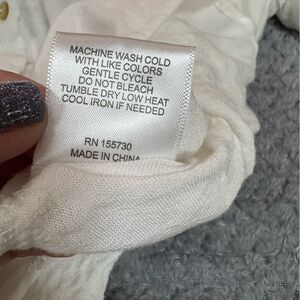 MACHINE WASH COLD
WITH LIKE COLORS
GENTLE CYCLE
DO NOT BLEACH
TUMBLE DRY LOW HEAT
COOL IRON IF NEEDED
RN 155730
MADE IN CHINA